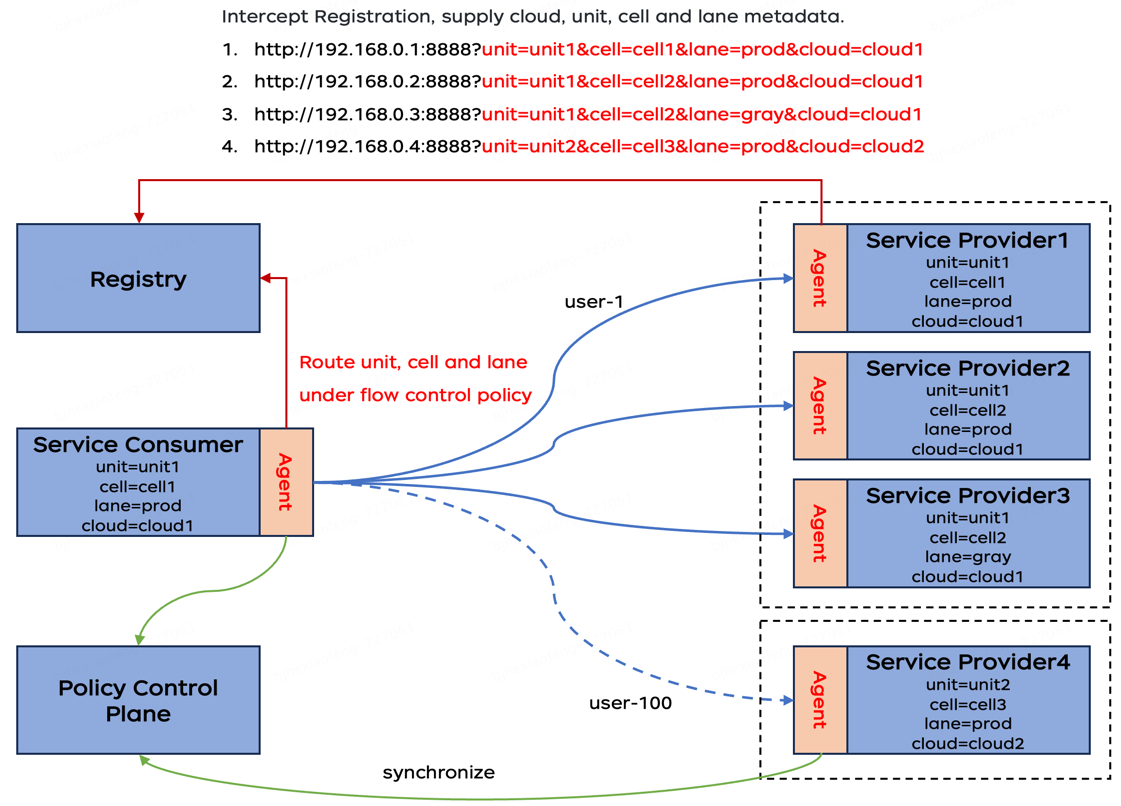 Intercept Registration, supply cloud, unit, cell and lane metadata.
1. http://192.168.0.1:8888?unit=unit1&cell=cell1&lane=prod&cloud=cloud1
2. http://192.168.0.2:8888?unit=unit1&cell=cell2&lane=prod&cloud=cloud1
3. http://192.168.0.3:8888?unit=unit1&cell=cell2&lane=gray&cloud=cloud1
4. http://192.168.0.4:8888?unit=unit2&cell=cell3&lane=prod&cloud=cloud2
Registry
Route unit, cell and lane
under flow control policy
Service Consumer
unit=unit1
cell=cell1
lane=prod
cloud=cloud1
Agent
Policy Control
Plane
user-1
user-100
synchronize
Agent
Service Provider1
unit=unit1
cell=cell1
lane=prod
cloud=cloud1
Agent
Service Provider2
unit=unit1
cell=cell2
lane=prod
cloud=cloud1
Agent
Service Provider3
unit=unit1
cell=cell2
lane=gray
cloud=cloud1
Agent
Service Provider4
unit=unit2
cell=cell3
lane=prod
cloud=cloud2